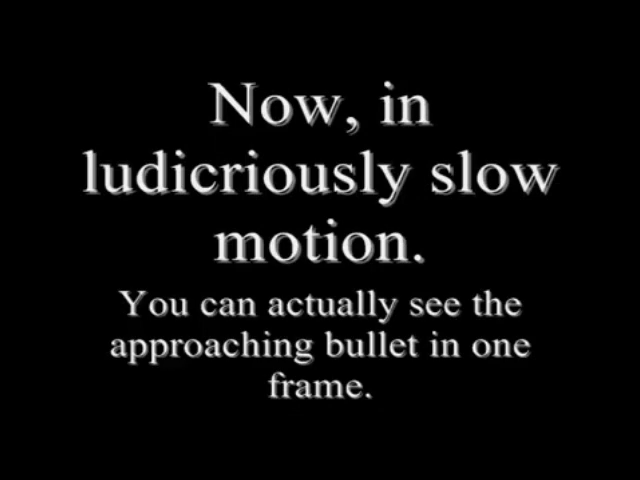 Now, in
ludicriously slow
motion.
You can actually see the
approaching bullet in one
frame.